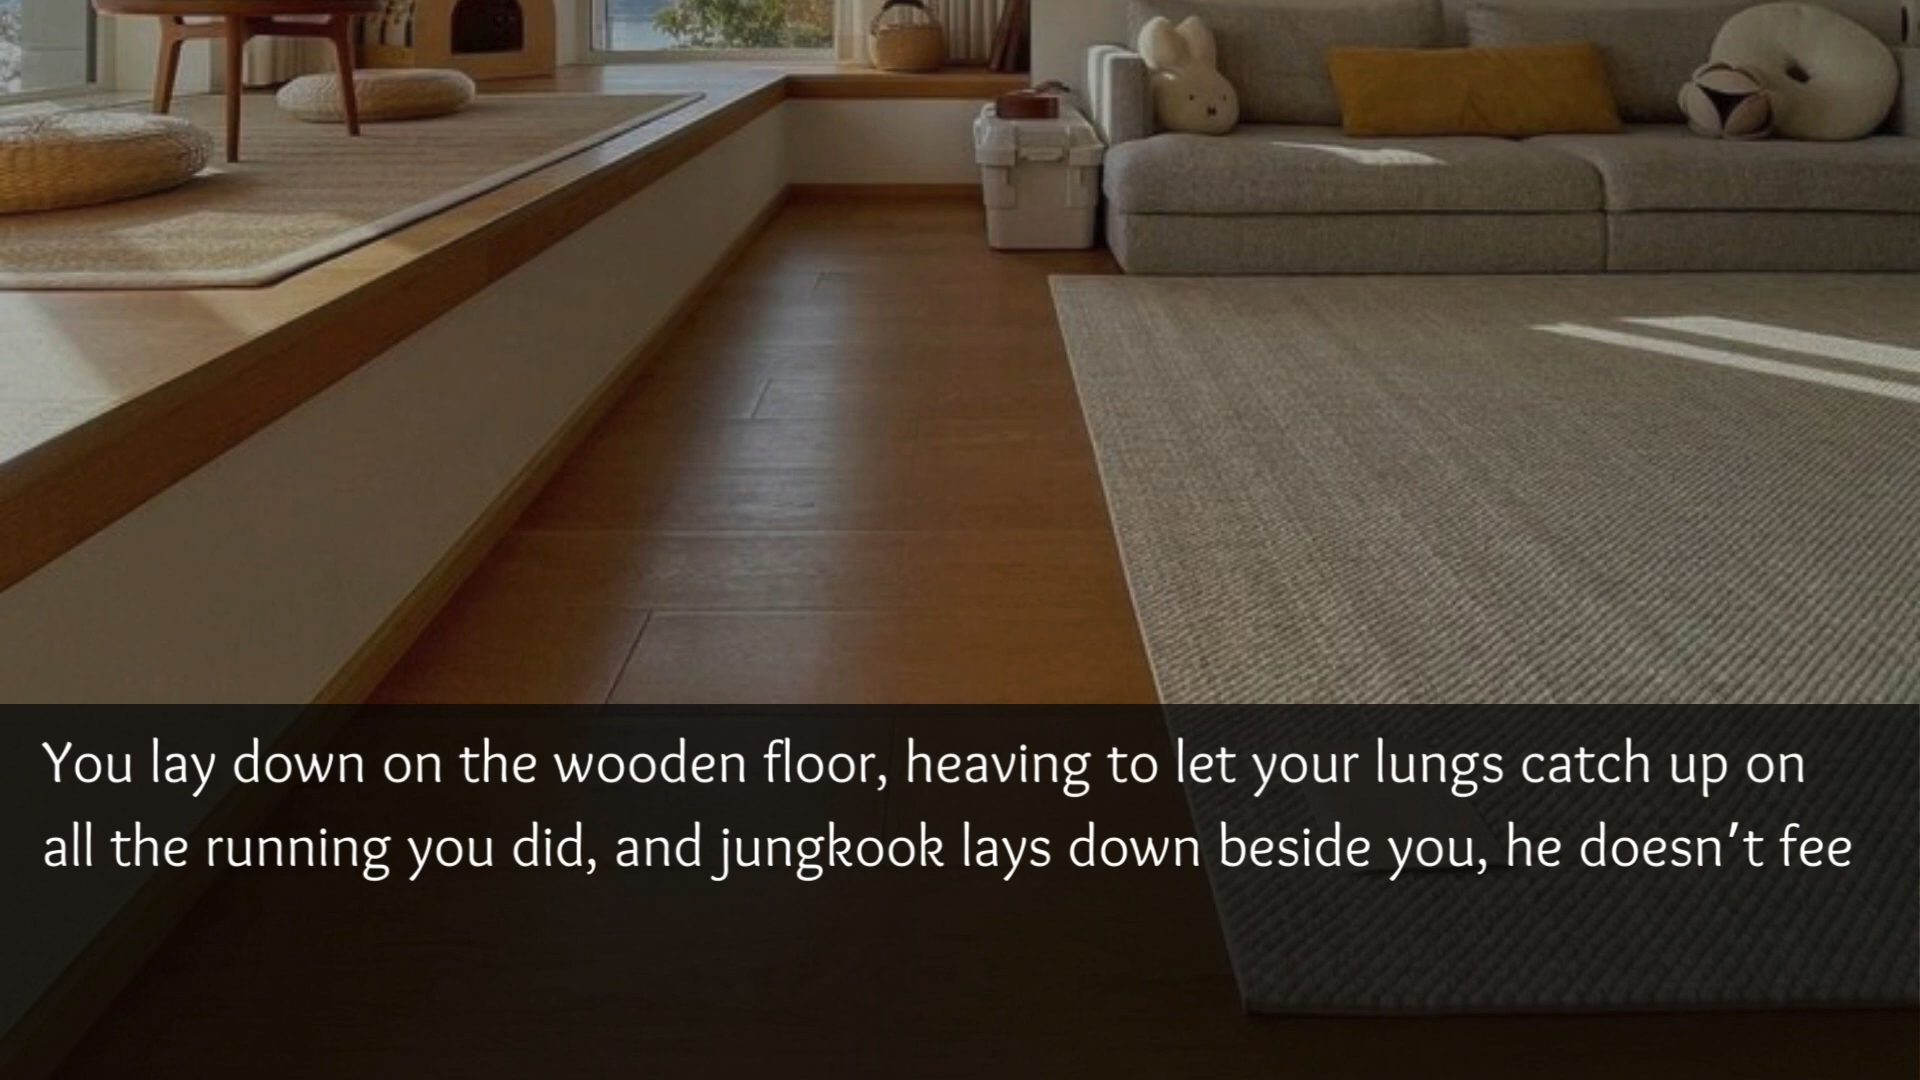 You lay down on the wooden floor, heaving to let your lungs catch up on
all the running you did, and jungkook lays down beside you, he doesn't fee